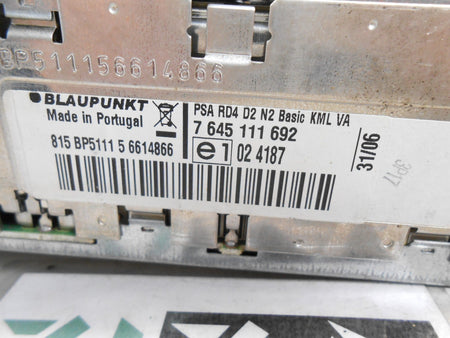 BP511156614866
BLAUPUNKT
Made in Portugal
815 BP5111 5 6614866
PSA RD4 D2 N2 Basic KML VA
7 645 111 692
e1 02 4187
31/06
3P17